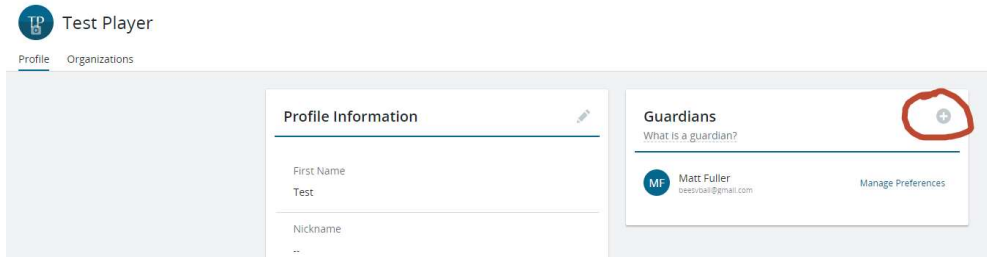 TP
Test Player
Profile Organizations
Profile Information
First Name
Test
Nickname
--
Guardians
What is a guardian?
MF
Matt Fuller
beesvball@gmail.com
Manage Preferences